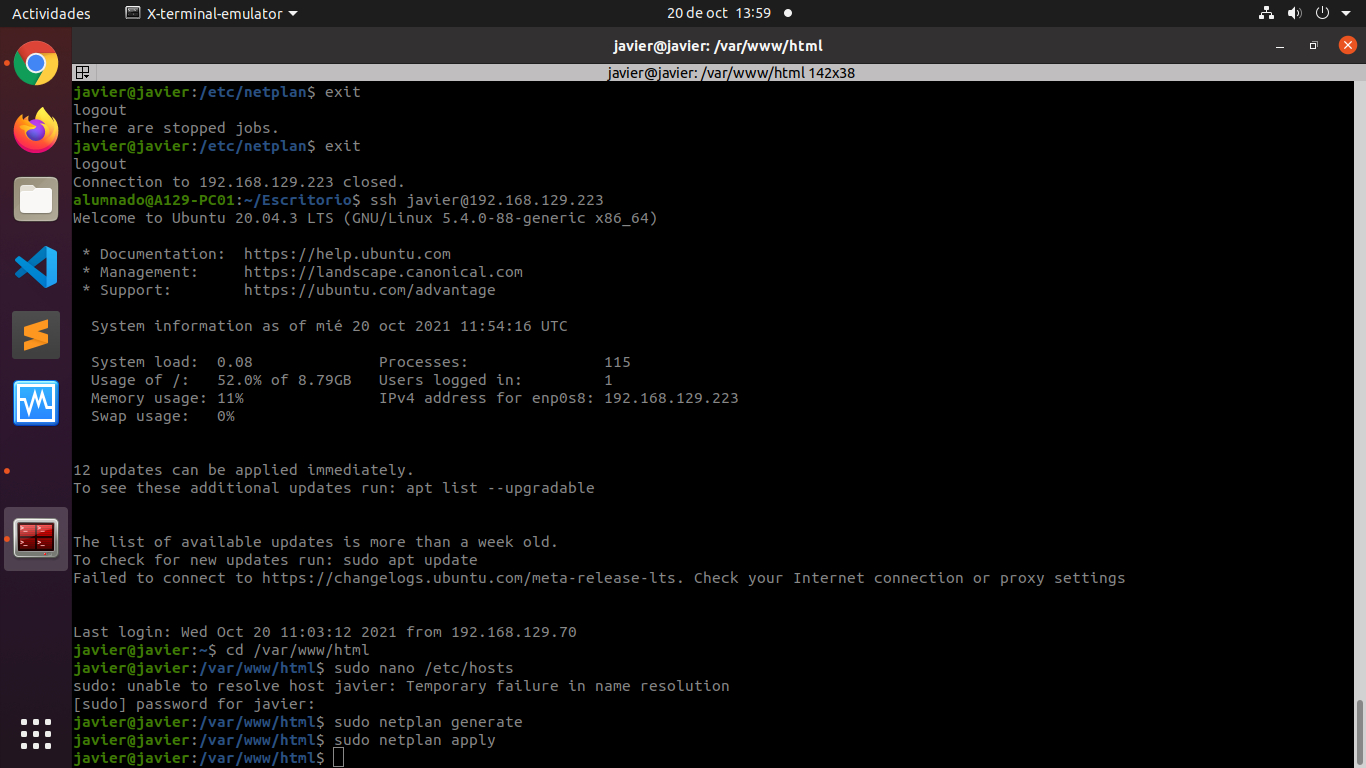 Actividades X-terminal-emulator 20 de oct 13:59
javier@javier: /var/www/html
javier@javier: /var/www/html 142x38
javier@javier:/etc/netplan$ exit
logout
There are stopped jobs.
javier@javier:/etc/netplan$ exit
logout
Connection to 192.168.129.223 closed.
alumnado@A129-PC01:~/Escritorio$ ssh javier@192.168.129.223
Welcome to Ubuntu 20.04.3 LTS (GNU/Linux 5.4.0-88-generic x86_64)
* Documentation: https://help.ubuntu.com
* Management: https://landscape.canonical.com
* Support: https://ubuntu.com/advantage
System information as of mié 20 oct 2021 11:54:16 UTC
System load: 0.08 Processes: 115
Usage of /: 52.0% of 8.79GB Users logged in: 1
Memory usage: 11% IPv4 address for enp0s8: 192.168.129.223
Swap usage: 0%
12 updates can be applied immediately.
To see these additional updates run: apt list --upgradable
The list of available updates is more than a week old.
To check for new updates run: sudo apt update
Failed to connect to https://changelogs.ubuntu.com/meta-release-lts. Check your Internet connection or proxy settings
Last login: Wed Oct 20 11:03:12 2021 from 192.168.129.70
javier@javier:~$ cd /var/www/html
javier@javier:/var/www/html$ sudo nano /etc/hosts
sudo: unable to resolve host javier: Temporary failure in name resolution
[sudo] password for javier:
javier@javier:/var/www/html$ sudo netplan generate
javier@javier:/var/www/html$ sudo netplan apply
javier@javier:/var/www/html$